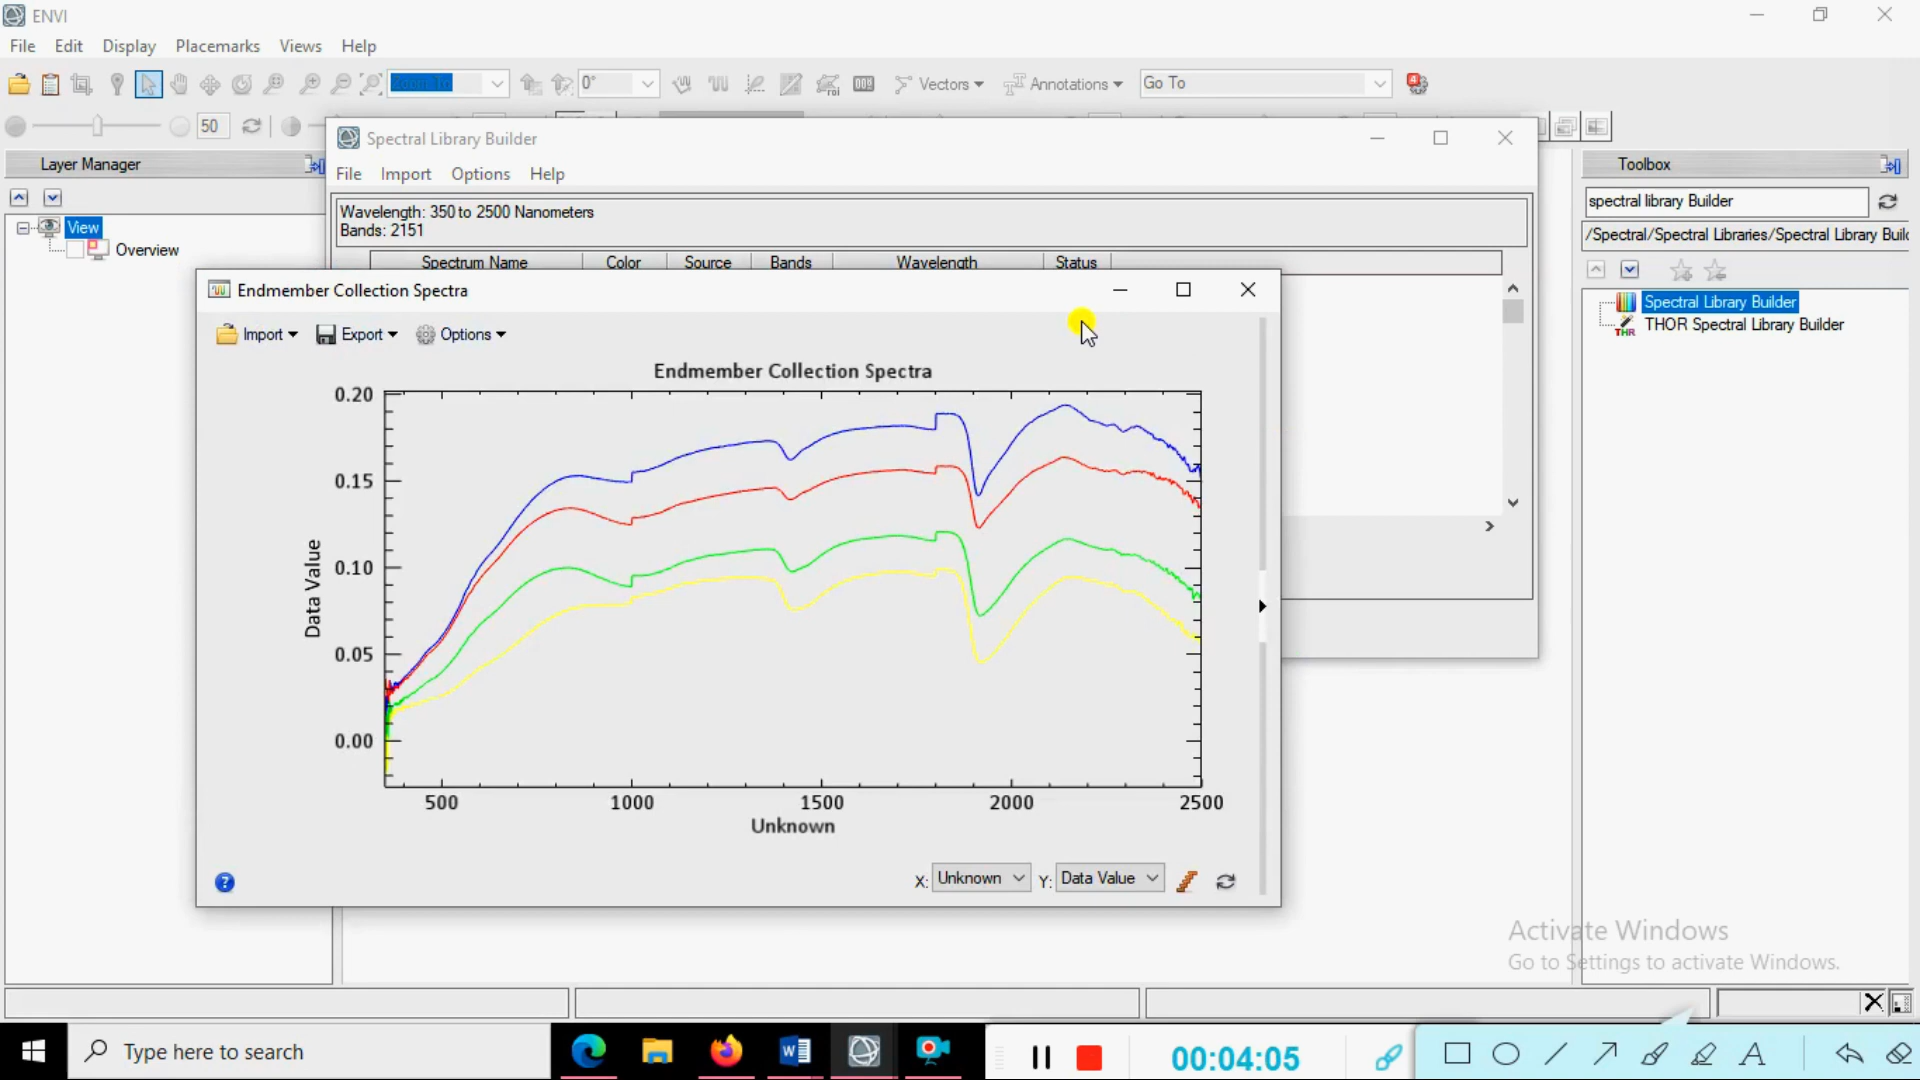 ENVI
File Edit Display Placemarks Views Help
0° Vectors Annotations Go To
50
Layer Manager
View
Overview
Spectral Library Builder
File Import Options Help
Wavelength: 350 to 2500 Nanometers
Bands: 2151
Spectrum Name Color Source Bands Wavelength Status
Endmember Collection Spectra
Import Export Options
Endmember Collection Spectra
0.20
0.15
0.10
0.05
0.00
Data Value
500 1000 1500 2000 2500
Unknown
X: Unknown Y: Data Value
Toolbox
spectral library Builder
/Spectral/Spectral Libraries/Spectral Library Build
Spectral Library Builder
THOR Spectral Library Builder
Activate Windows
Go to Settings to activate Windows.
Type here to search
00:04:05